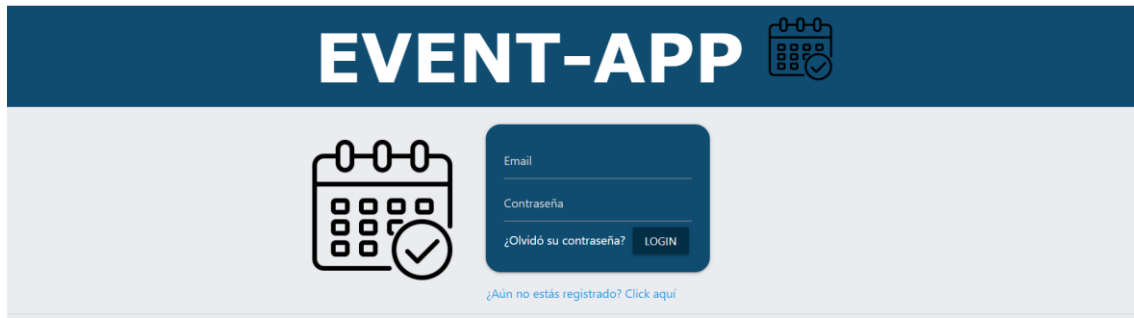 EVENT-APP
Email
Contraseña
¿Olvidó su contraseña? LOGIN
¿Aún no estás registrado? Click aquí